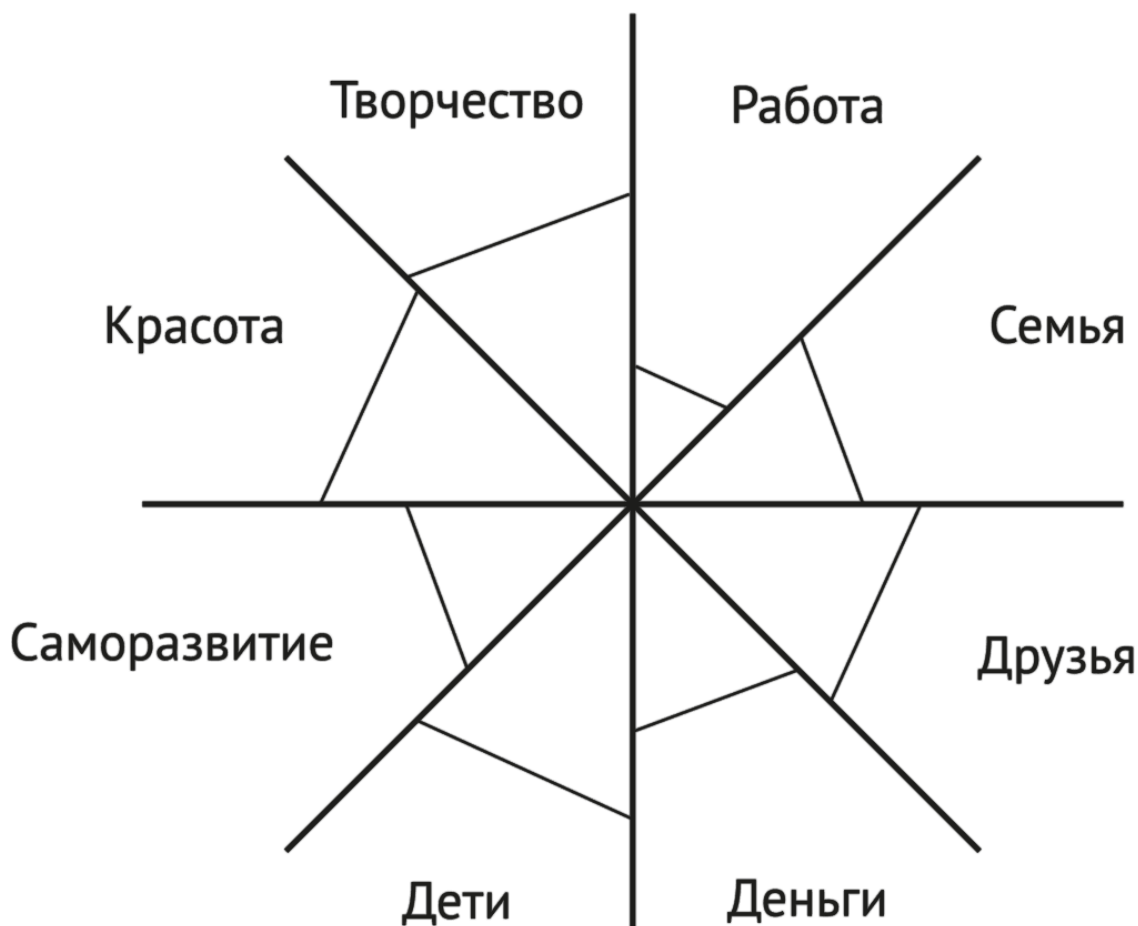 Творчество
Работа
Красота
Семья
Саморазвитие
Друзья
Дети
Деньги